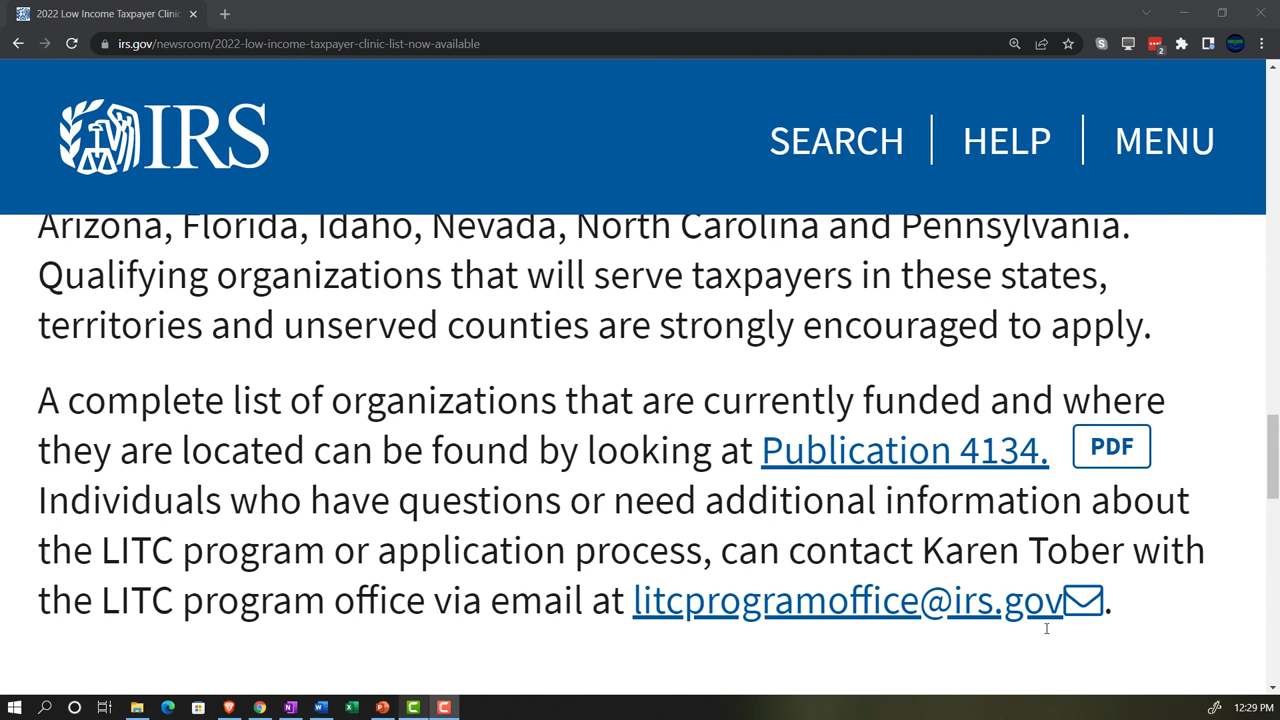 2022 Low Income Taxpayer Clinic
irs.gov/newsroom/2022-low-income-taxpayer-clinic-list-now-available
2
IRS
SEARCH
HELP
MENU
Arizona, Florida, Idaho, Nevada, North Carolina and Pennsylvania.
Qualifying organizations that will serve taxpayers in these states,
territories and unserved counties are strongly encouraged to apply.
A complete list of organizations that are currently funded and where
they are located can be found by looking at Publication 4134. PDF
Individuals who have questions or need additional information about
the LITC program or application process, can contact Karen Tober with
the LITC program office via email at litcprogramoffice@irs.gov.
12:29 PM